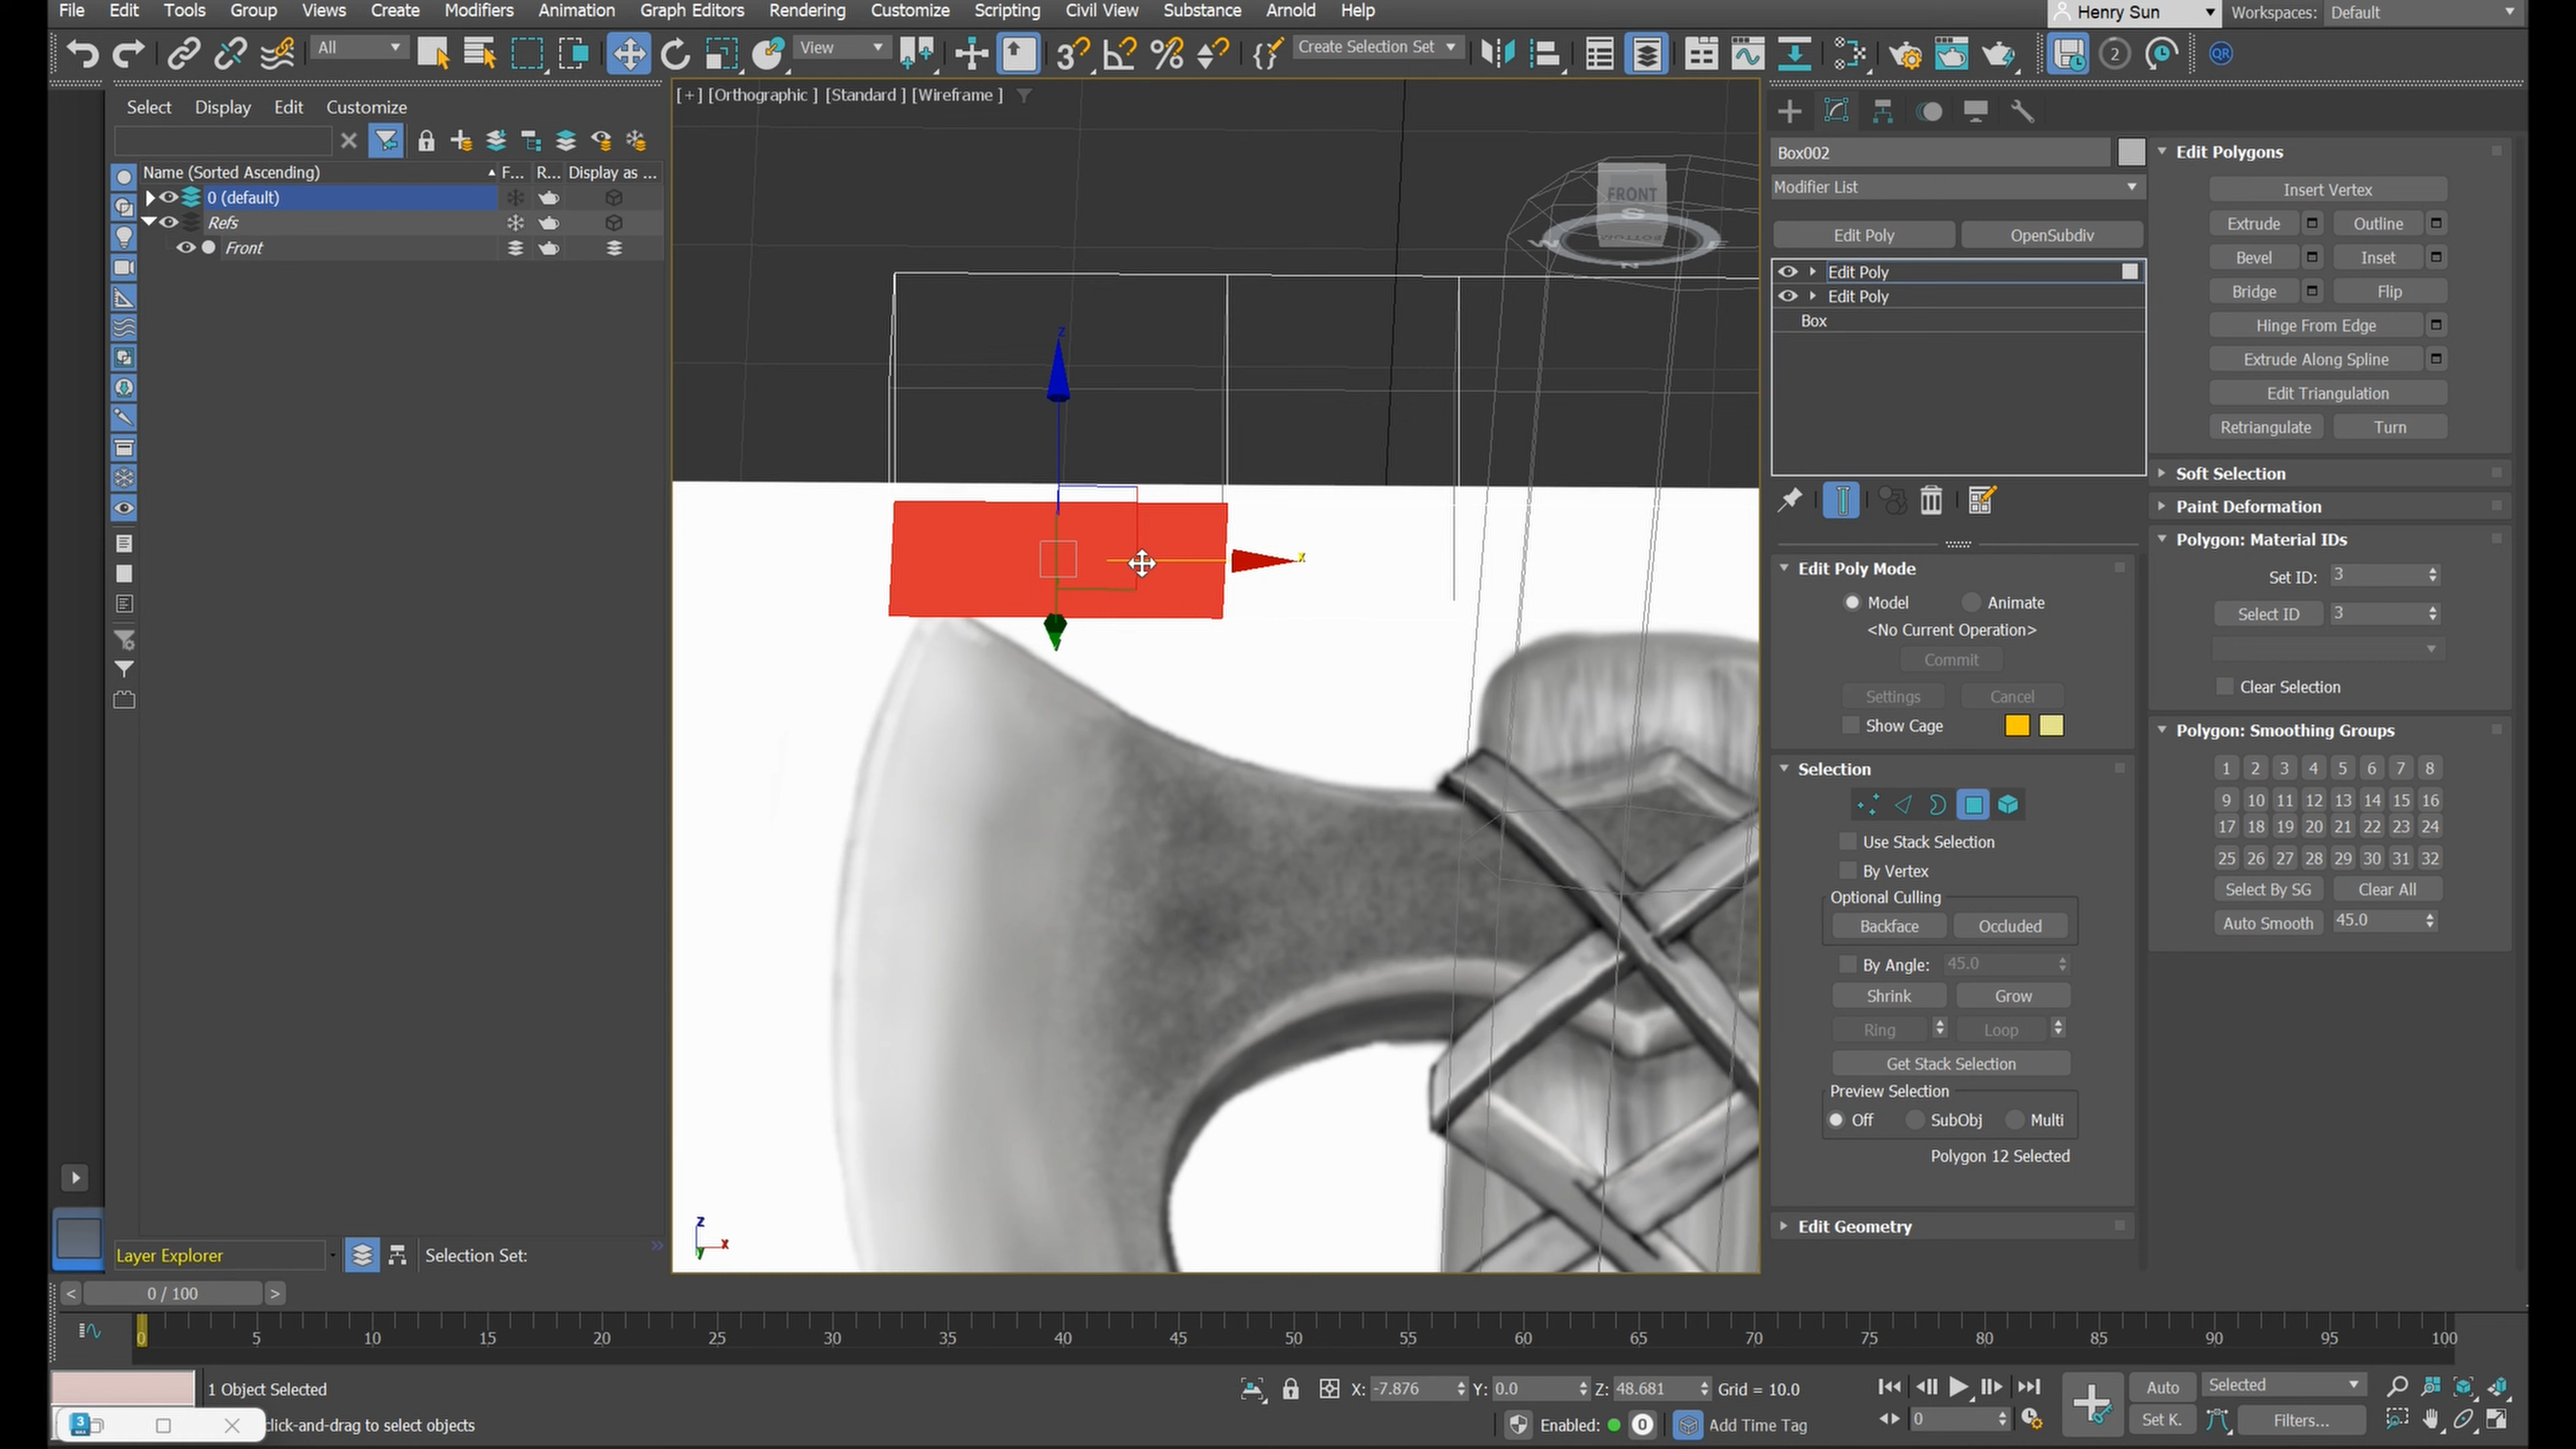 File Edit Tools Group Views Create Modifiers Animation Graph Editors Rendering Customize Scripting Civil View Substance Arnold Help Henry Sun Workspaces: Default
All View Create Selection Set 2 QR
Select Display Edit Customize
[ + ] [Orthographic ] [Standard ] [Wireframe ]
Name (Sorted Ascending) F... R... Display as ...
0 (default)
Refs
Front
FRONT
S
W E
BOTTOM
N
z
x
Box002
Modifier List
Edit Poly OpenSubdiv
Edit Poly
Edit Poly
Box
Edit Poly Mode
Model Animate
<No Current Operation>
Commit
Settings Cancel
Show Cage
Selection
Use Stack Selection
By Vertex
Optional Culling
Backface Occluded
By Angle: 45.0
Shrink Grow
Ring Loop
Get Stack Selection
Preview Selection
Off SubObj Multi
Polygon 12 Selected
Edit Geometry
Edit Polygons
Insert Vertex
Extrude Outline
Bevel Inset
Bridge Flip
Hinge From Edge
Extrude Along Spline
Edit Triangulation
Retriangulate Turn
Soft Selection
Paint Deformation
Polygon: Material IDs
Set ID: 3
Select ID 3
Clear Selection
Polygon: Smoothing Groups
1 2 3 4 5 6 7 8
9 10 11 12 13 14 15 16
17 18 19 20 21 22 23 24
25 26 27 28 29 30 31 32
Select By SG Clear All
Auto Smooth 45.0
z
x
y
Layer Explorer Selection Set:
< 0 / 100 >
0 5 10 15 20 25 30 35 40 45 50 55 60 65 70 75 80 85 90 95 100
1 Object Selected X: -7.876 Y: 0.0 Z: 48.681 Grid = 10.0 Auto Selected
3 click-and-drag to select objects Enabled: 0 Add Time Tag 0 Set K. Filters...